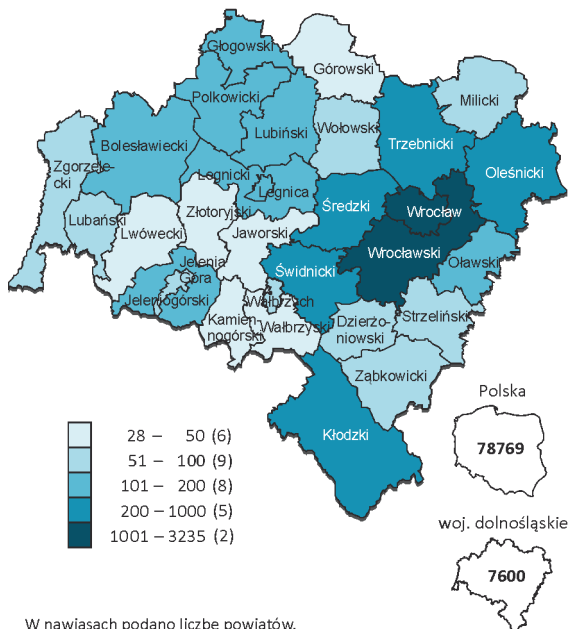 Głogowski
Górowski
Polkowicki
Milicki
Lubiński
Wołowski
Bolesławiecki
Trzebnicki
Zgorzele-
cki
Legnicki
Oleśnicki
Legnica
Złotoryjski
Średzki
Wrocław
Lubański
Lwówecki
Jaworski
Wrocławski
Jelenia
Góra
Oławski
Świdnicki
Jeleniogórski
Wałbrzych
Kamien-
nogórski
Wałbrzyski
Dzierżo-
niowski
Strzeliński
Ząbkowicki
Kłodzki
Polska
78769
28 – 50 (6)
51 – 100 (9)
101 – 200 (8)
200 – 1000 (5)
1001 – 3235 (2)
woj. dolnośląskie
7600
W nawiasach podano liczbę powiatów.